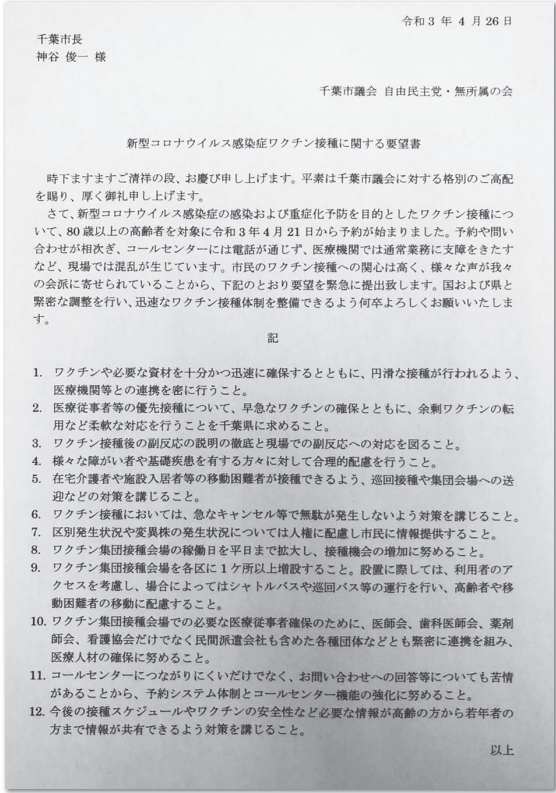 令和3年4月26日
千葉市長
神谷 俊一 様
千葉市議会 自由民主党・無所属の会
新型コロナウイルス感染症ワクチン接種に関する要望書
時下ますますご清祥の段、お慶び申し上げます。平素は千葉市議会に対する格別のご高配
を賜り、厚く御礼申し上げます。
さて、新型コロナウイルス感染症の感染および重症化予防を目的としたワクチン接種につ
いて、80歳以上の高齢者を対象に令和3年4月21日から予約が始まりました。予約や問い
合わせが相次ぎ、コールセンターには電話が通じず、医療機関では通常業務に支障をきたす
など、現場では混乱が生じています。市民のワクチン接種への関心は高く、様々な声が我々
の会派に寄せられていることから、下記のとおり要望を緊急に提出致します。国および県と
緊密な調整を行い、迅速なワクチン接種体制を整備できるよう何卒よろしくお願いいたしま
す。
記
1. ワクチンや必要な資材を十分かつ迅速に確保するとともに、円滑な接種が行われるよう、
医療機関等との連携を密に行うこと。
2. 医療従事者等の優先接種について、早急なワクチンの確保とともに、余剰ワクチンの転
用など柔軟な対応を行うことを千葉県に求めること。
3. ワクチン接種後の副反応の説明の徹底と現場での副反応への対応を図ること。
4. 様々な障がい者や基礎疾患を有する方々に対して合理的配慮を行うこと。
5. 在宅介護者や施設入居者等の移動困難者が接種できるよう、巡回接種や集団会場への送
迎などの対策を講じること。
6. ワクチン接種においては、急なキャンセル等で無駄が発生しないよう対策を講じること。
7. 区別発生状況や変異株の発生状況については人権に配慮し市民に情報提供すること。
8. ワクチン集団接種会場の稼働日を平日まで拡大し、接種機会の増加に努めること。
9. ワクチン集団接種会場を各区に1ケ所以上増設すること。設置に際しては、利用者のア
クセスを考慮し、場合によってはシャトルバスや巡回バス等の運行を行い、高齢者や移
動困難者の移動に配慮すること。
10. ワクチン集団接種会場での必要な医療従事者確保のために、医師会、歯科医師会、薬剤
師会、看護協会だけでなく民間派遣会社も含めた各種団体などとも緊密に連携を組み、
医療人材の確保に努めること。
11. コールセンターにつながりにくいだけでなく、お問い合わせへの回答等についても苦情
があることから、予約システム体制とコールセンター機能の強化に努めること。
12. 今後の接種スケジュールやワクチンの安全性など必要な情報が高齢の方から若年者の
方まで情報が共有できるよう対策を講じること。
以上